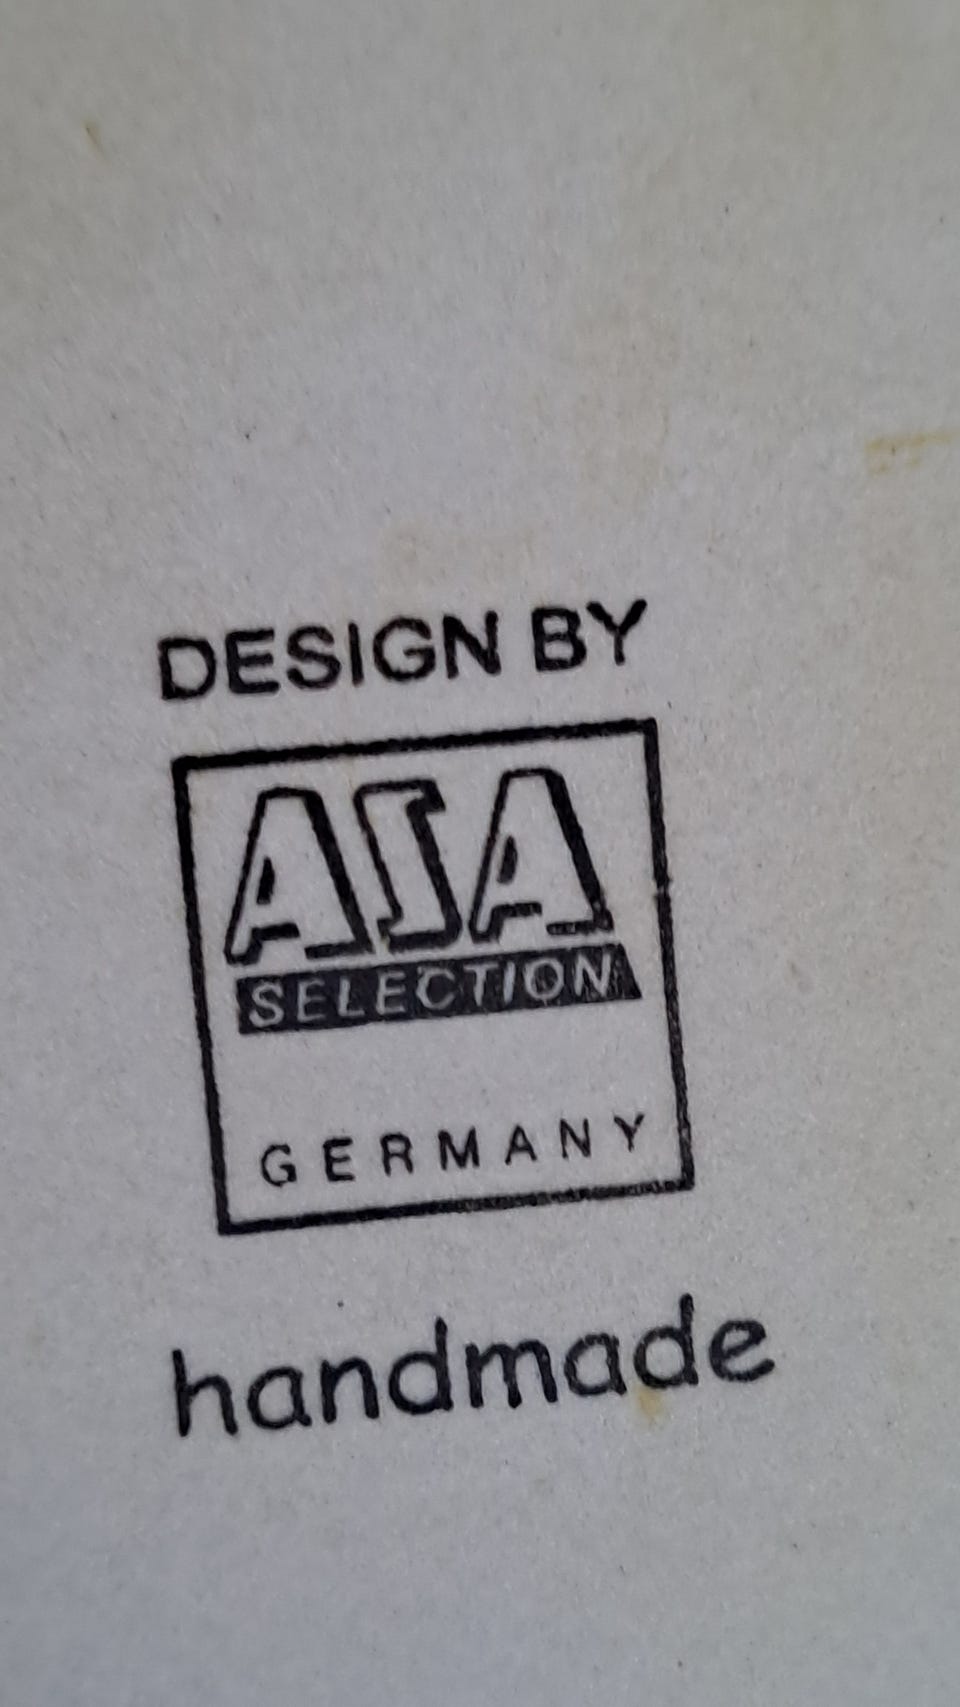 DESIGN BY
ASA
SELECTION
GERMANY
handmade